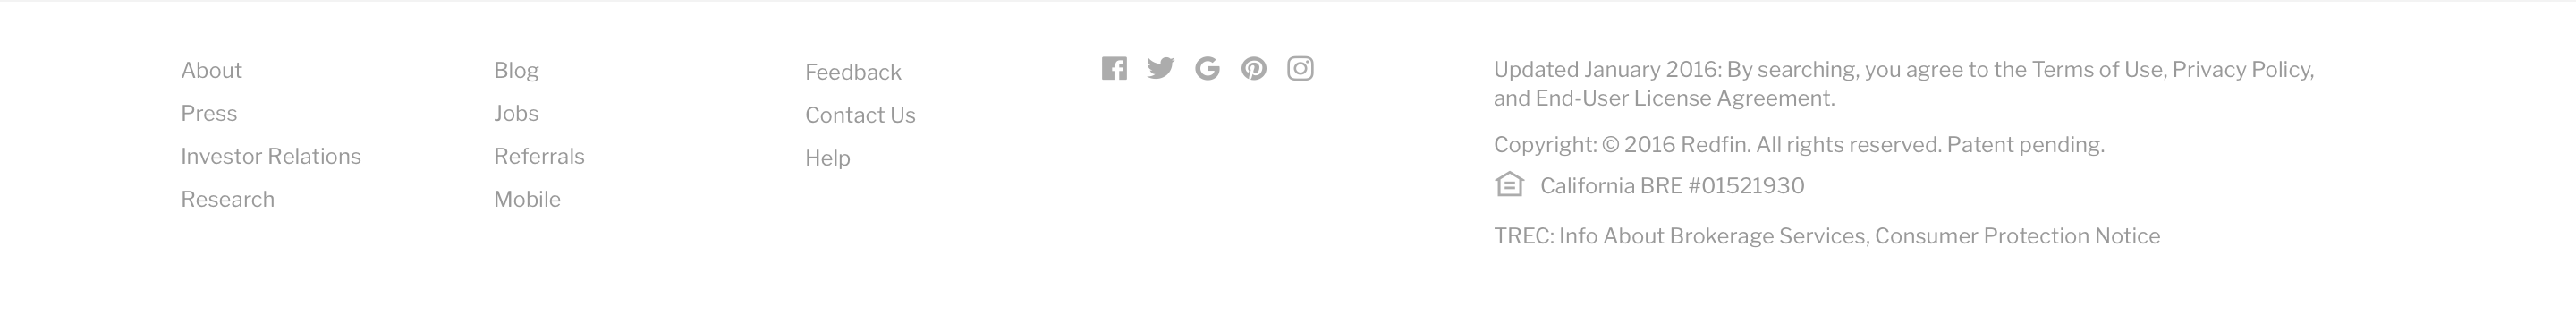 About
Press
Investor Relations
Research
Blog
Jobs
Referrals
Mobile
Feedback
Contact Us
Help
Updated January 2016: By searching, you agree to the Terms of Use, Privacy Policy,
and End-User License Agreement.
Copyright: © 2016 Redfin. All rights reserved. Patent pending.
California BRE #01521930
TREC: Info About Brokerage Services, Consumer Protection Notice